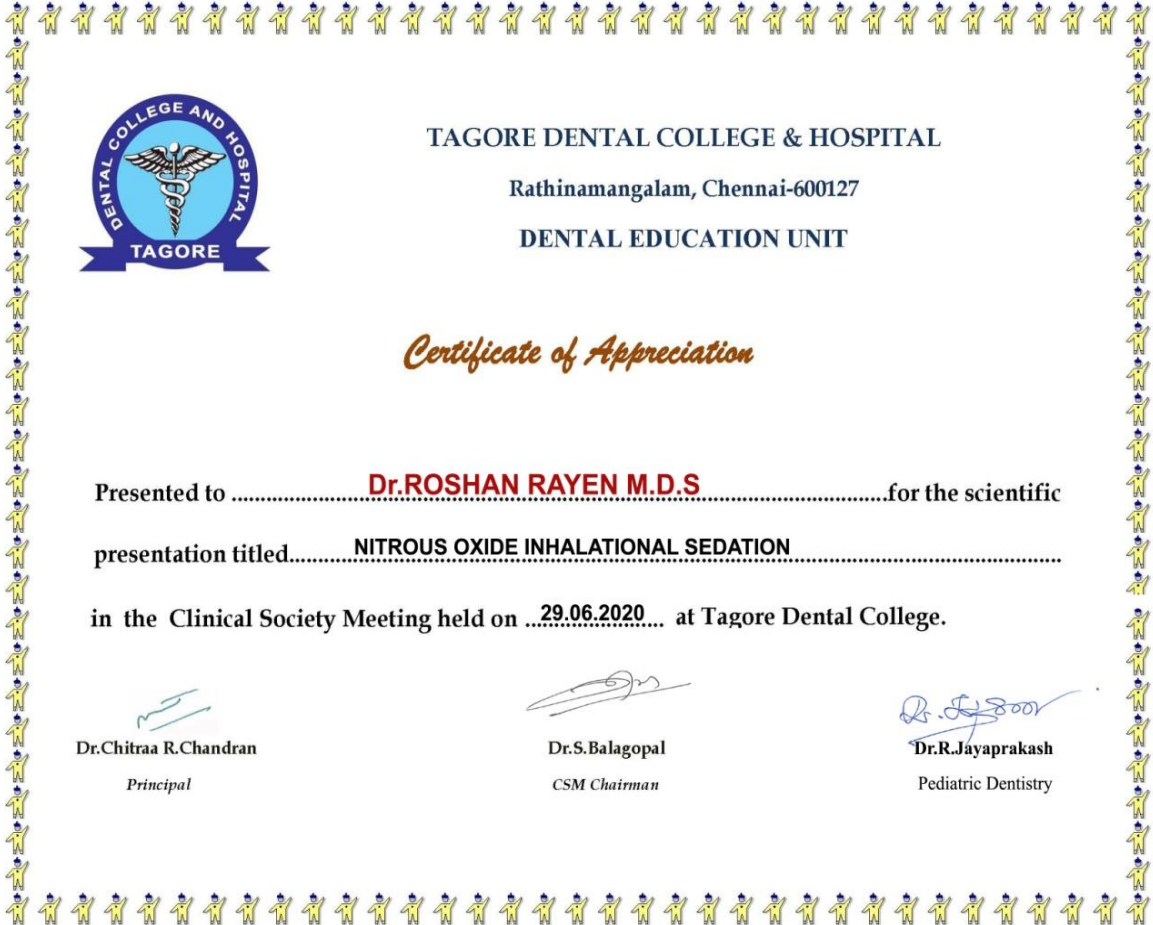 DENTAL COLLEGE AND HOSPITAL
TAGORE
TAGORE DENTAL COLLEGE & HOSPITAL
Rathinamangalam, Chennai-600127
DENTAL EDUCATION UNIT
Certificate of Appreciation
Presented to ......................Dr.ROSHAN RAYEN M.D.S..............................for the scientific
presentation titled..........NITROUS OXIDE INHALATIONAL SEDATION..............................
in the Clinical Society Meeting held on ...29.06.2020... at Tagore Dental College.
Dr.Chitraa R.Chandran
Principal
Dr.S.Balagopal
CSM Chairman
Dr.R.Jayaprakash
Pediatric Dentistry